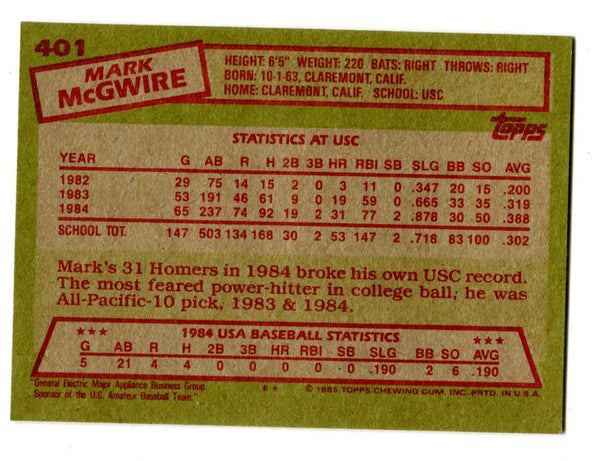 401
MARK
McGWIRE
HEIGHT: 6'5" WEIGHT: 220 BATS: RIGHT THROWS: RIGHT
BORN: 10-1-63, CLAREMONT, CALIF.
HOME: CLAREMONT, CALIF. SCHOOL: USC
TOPPS
STATISTICS AT USC
YEAR G AB R H 2B 3B HR RBI SB SLG BB SO AVG
1982 29 75 14 15 2 0 3 11 0 .347 20 15 .200
1983 53 191 46 61 9 0 19 59 0 .665 33 35 .319
1984 65 237 74 92 19 2 31 77 2 .878 30 50 .388
SCHOOL TOT. 147 503 134 168 30 2 53 147 2 .718 83 100 .302
Mark's 31 Homers in 1984 broke his own USC record.
The most feared power-hitter in college ball, he was
All-Pacific-10 pick, 1983 & 1984.
*** 1984 USA BASEBALL STATISTICS ***
G AB R H 2B 3B HR RBI SB SLG BB SO AVG
5 21 4 4 0 0 0 0 0 .190 2 6 .190
"General Electric Major Appliance Business Group.
Sponsor of the U.S. Amateur Baseball Team."
6* © 1985 TOPPS CHEWING GUM, INC. PRTD. IN U.S.A.